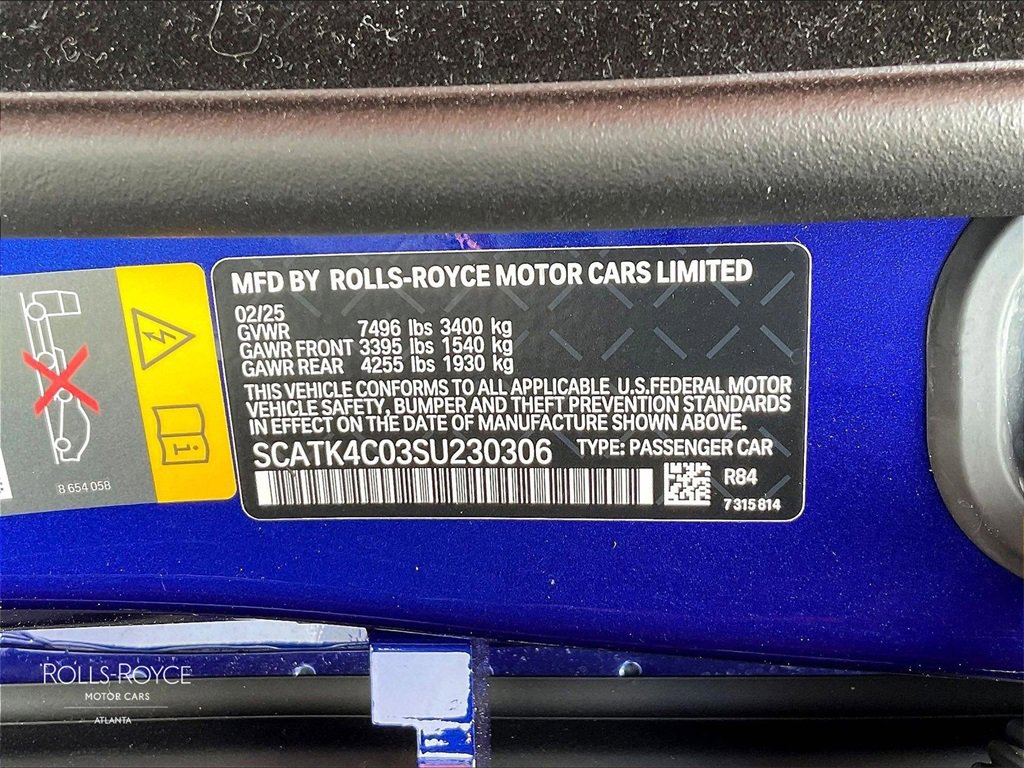 MFD BY ROLLS-ROYCE MOTOR CARS LIMITED
02/25
GVWR 7496 lbs 3400 kg
GAWR FRONT 3395 lbs 1540 kg
GAWR REAR 4255 lbs 1930 kg
THIS VEHICLE CONFORMS TO ALL APPLICABLE U.S.FEDERAL MOTOR
VEHICLE SAFETY, BUMPER AND THEFT PREVENTION STANDARDS
IN EFFECT ON THE DATE OF MANUFACTURE SHOWN ABOVE.
SCATK4C03SU230306 TYPE: PASSENGER CAR
R84
7 315 814
8 654 058
ROLLS-ROYCE
MOTOR CARS
ATLANTA